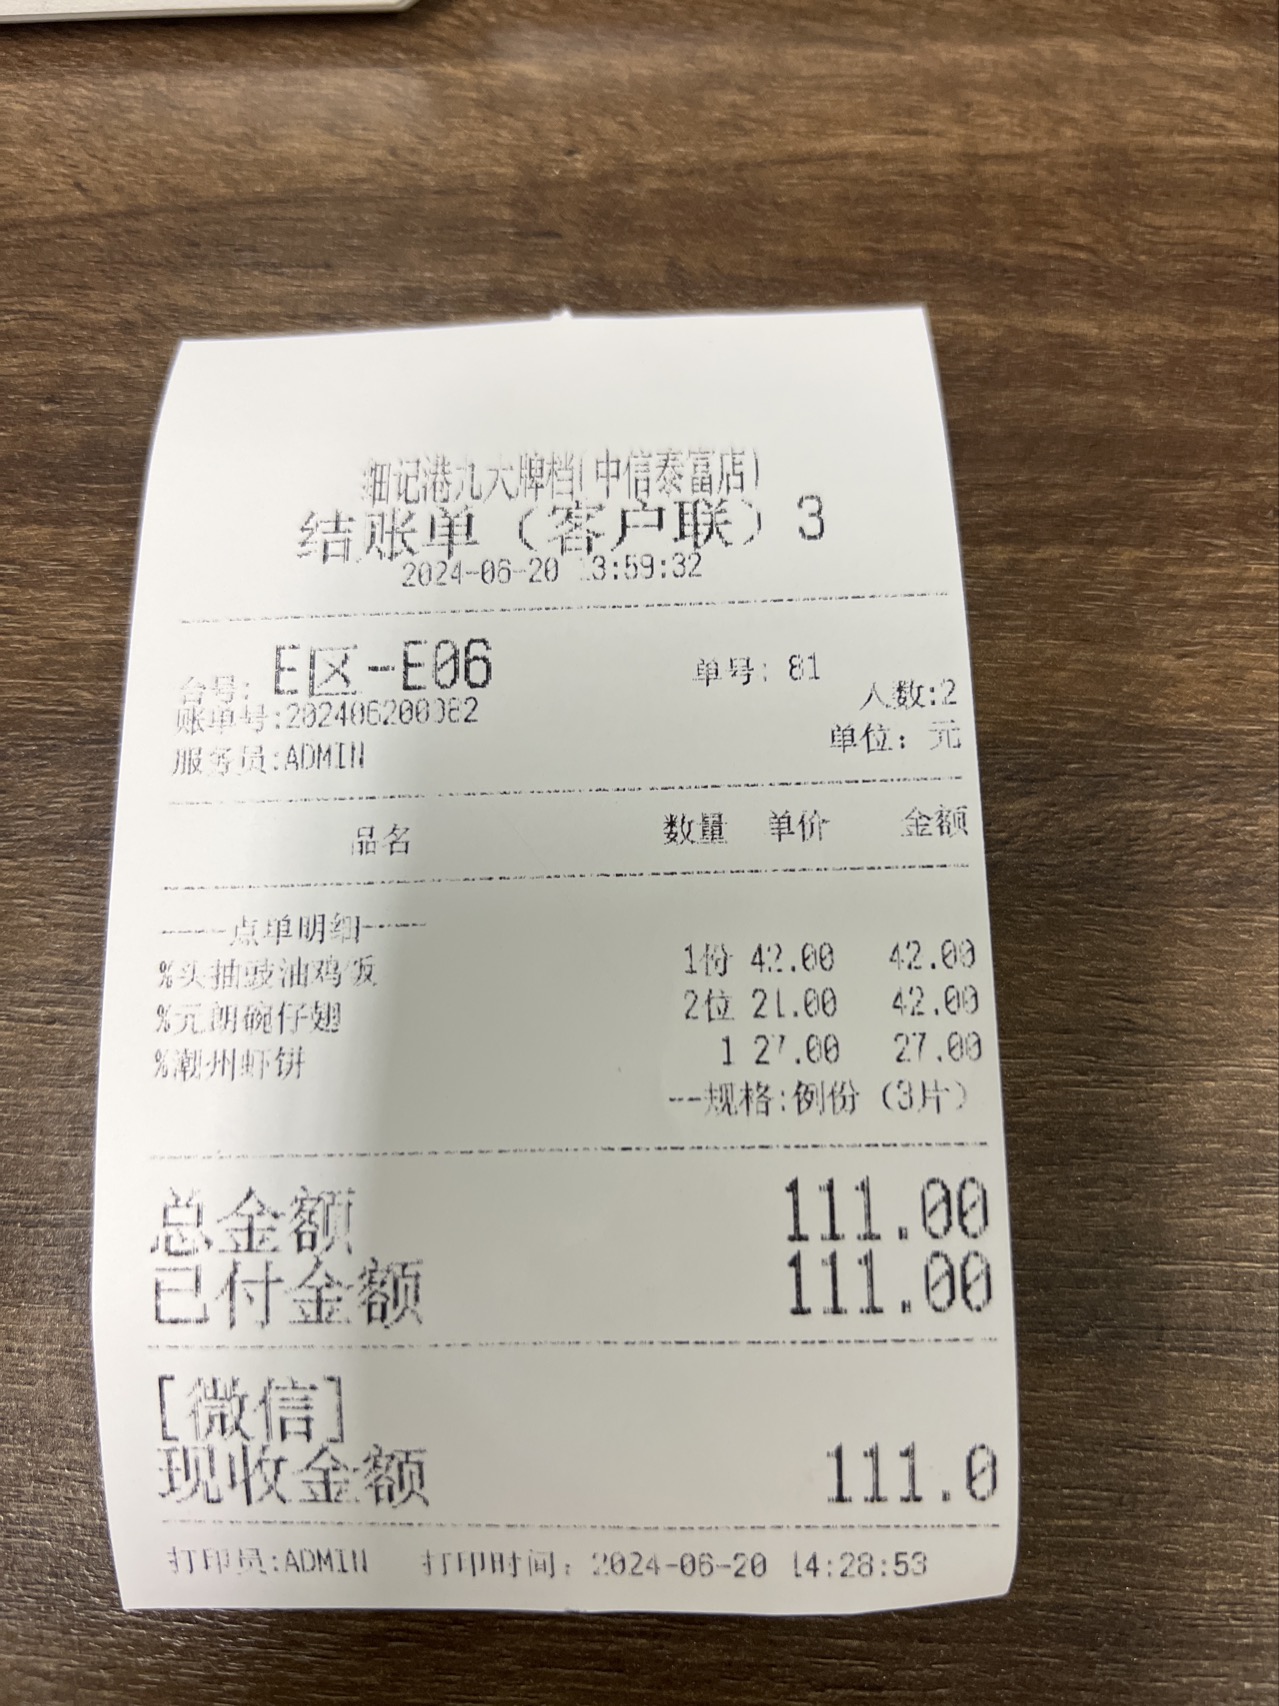 细记港九大牌档(中信泰富店)
结账单（客户联）3
2024-06-20 13:59:32
台号: E区-E06 单号: 81
人数:2
账单号:202406200082
单位: 元
服务员:ADMIN
品名 数量 单价 金额
----点单明细----
%头抽豉油鸡饭 1份 42.00 42.00
%元朗碗仔翅 2位 21.00 42.00
%潮州虾饼 1 27.00 27.00
--规格:例份（3片）
总金额 111.00
已付金额 111.00
[微信]
现收金额 111.0
打印员:ADMIN 打印时间: 2024-06-20 14:28:53